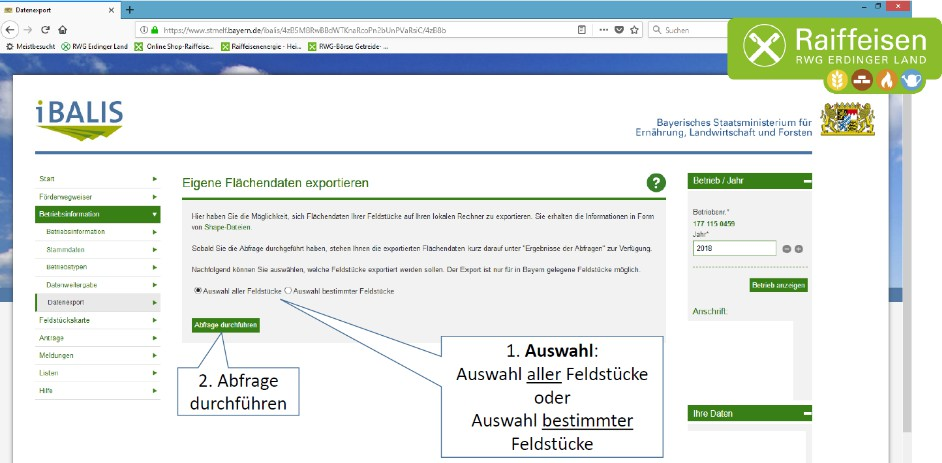 Datenexport
https://www.stmelf.bayern.de/ibalis/
Suchen
Meistbesucht RWG Erdinger Land Online Shop-Raiffeise... Raiffeisenenergie - Hei... RWG-Börse Getreide-...
Raiffeisen
RWG ERDINGER LAND
iBALIS
Bayerisches Staatsministerium für
Ernährung, Landwirtschaft und Forsten
Start
Förderwegweiser
Betriebsinformation
Betriebsinformation
Stammdaten
Betriebstypen
Datenweitergabe
Datenexport
Feldstückskarte
Anträge
Meldungen
Listen
Hilfe
Eigene Flächendaten exportieren
?
Hier haben Sie die Möglichkeit, sich Flächendaten Ihrer Feldstücke auf Ihren lokalen Rechner zu exportieren. Sie erhalten die Informationen in Form
von Shape-Dateien.
Sobald Sie die Abfrage durchgeführt haben, stehen Ihnen die exportierten Flächendaten kurz darauf unter "Ergebnisse der Abfragen" zur Verfügung.
Nachfolgend können Sie auswählen, welche Feldstücke exportiert werden sollen. Der Export ist nur für in Bayern gelegene Feldstücke möglich.
Auswahl aller Feldstücke Auswahl bestimmter Feldstücke
Abfrage durchführen
2. Abfrage
durchführen
1. Auswahl:
Auswahl aller Feldstücke
oder
Auswahl bestimmter
Feldstücke
Betrieb / Jahr
Betriebsnr.*
177 115 0459
Jahr*
2018
Betrieb anzeigen
Anschrift:
Ihre Daten